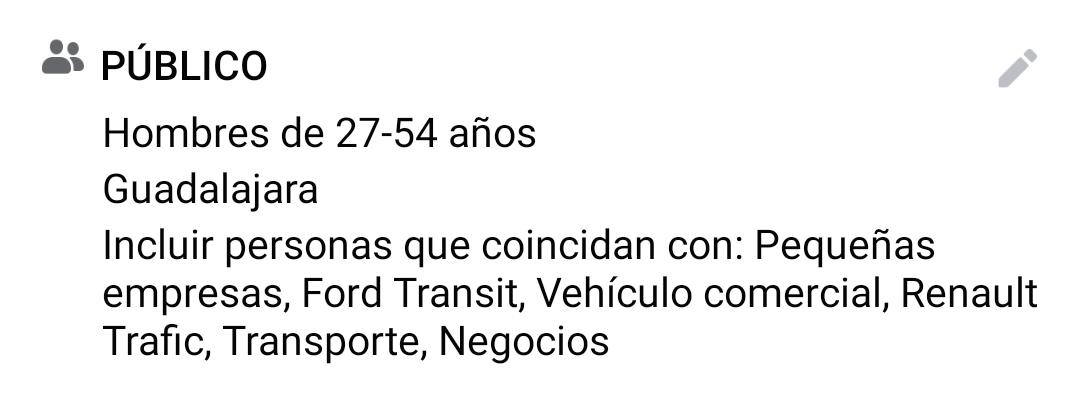 PÚBLICO
Hombres de 27-54 años
Guadalajara
Incluir personas que coincidan con: Pequeñas
empresas, Ford Transit, Vehículo comercial, Renault
Trafic, Transporte, Negocios